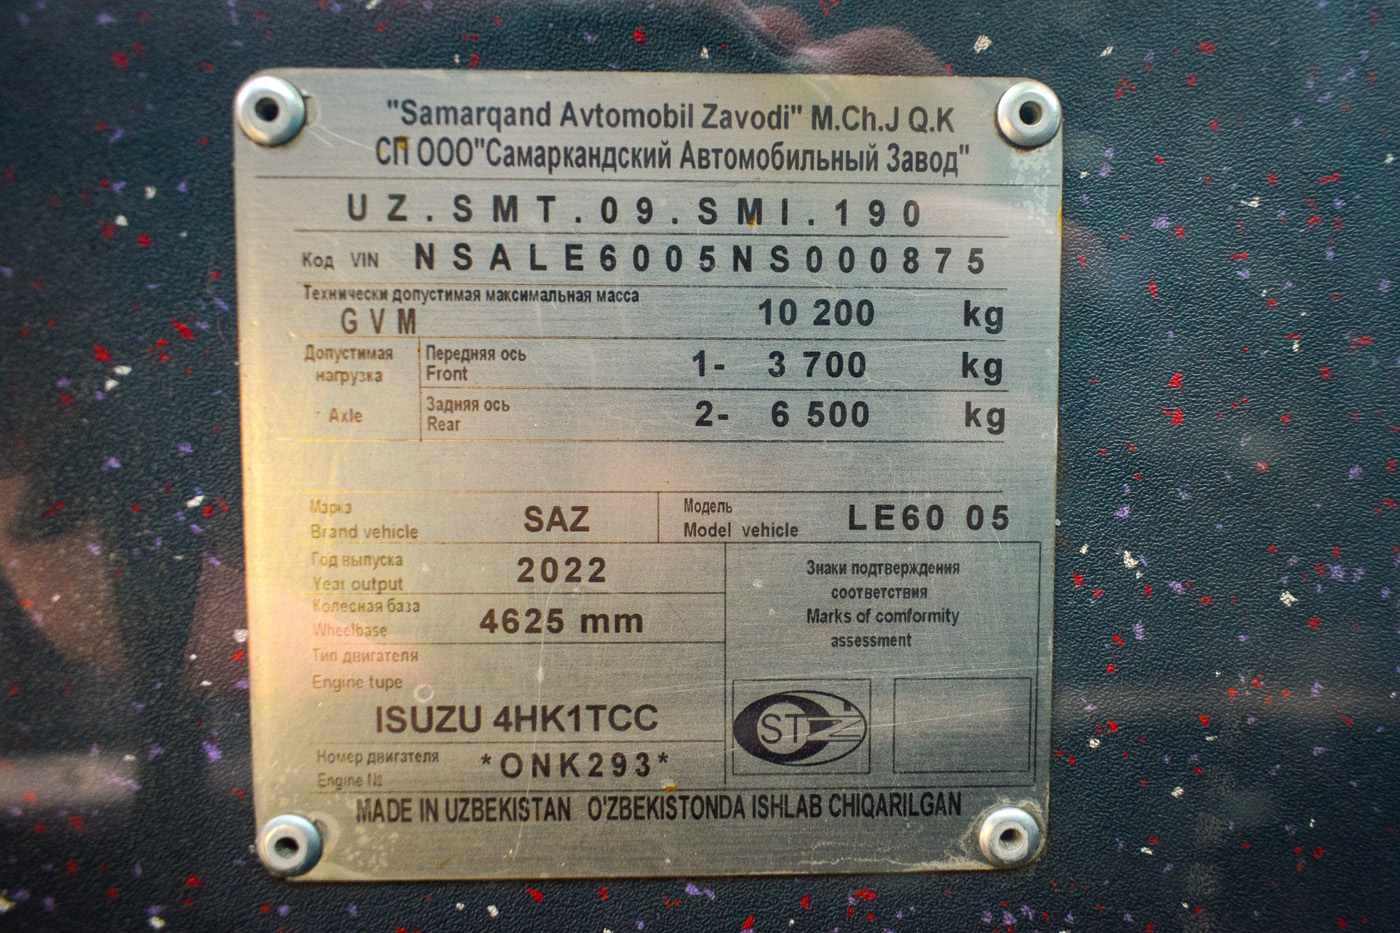 "Samarqand Avtomobil Zavodi" M.Ch.J Q.K
СП ООО"Самаркандский Автомобильный Завод"
UZ.SMT.09.SMI.190
Код VIN NSALE6005NS000875
Технически допустимая максимальная масса
GVM 10 200 kg
Допустимая нагрузка
Передняя ось
Front 1- 3 700 kg
Axle
Задняя ось
Rear 2- 6 500 kg
Марка
Brand vehicle SAZ
Модель
Model vehicle LE60 05
Год выпуска
Year output 2022
Колесная база
Wheelbase 4625 mm
Тип двигателя
Engine tupe
ISUZU 4HK1TCC
Номер двигателя
Engine № *ONK293*
Знаки подтверждения
соответствия
Marks of comformity
assessment
STZ
MADE IN UZBEKISTAN O'ZBEKISTONDA ISHLAB CHIQARILGAN